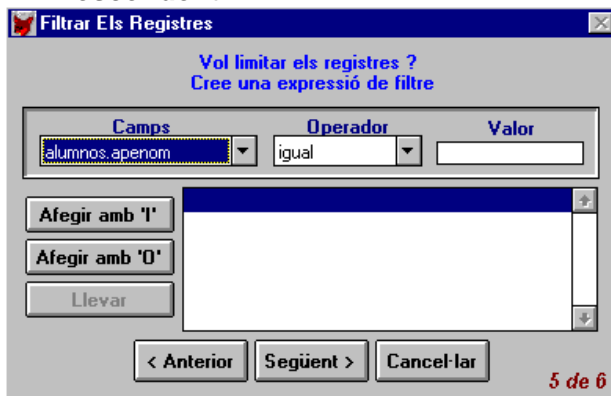 Filtrar Els Registres
Vol limitar els registres ?
Cree una expressió de filtre
Camps Operador Valor
alumnos.apenom igual
Afegir amb 'I'
Afegir amb 'O'
Llevar
< Anterior Següent > Cancel·lar
5 de 6